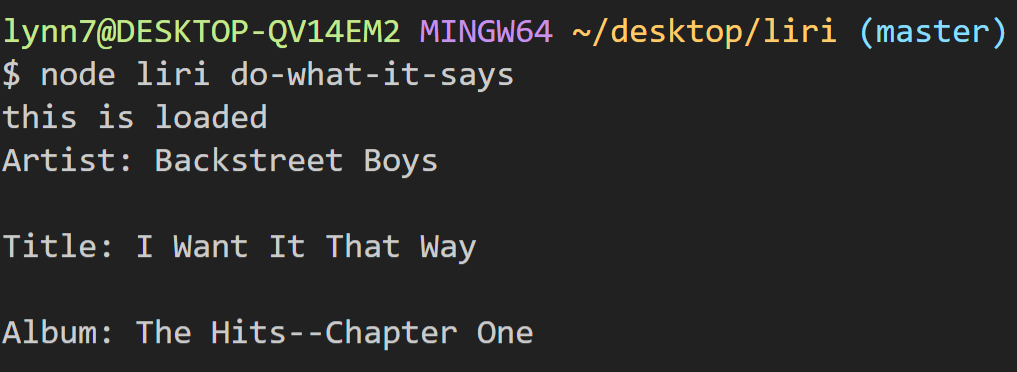 lynn7@DESKTOP-QV14EM2 MINGW64 ~/desktop/liri (master)
$ node liri do-what-it-says
this is loaded
Artist: Backstreet Boys
Title: I Want It That Way
Album: The Hits--Chapter One